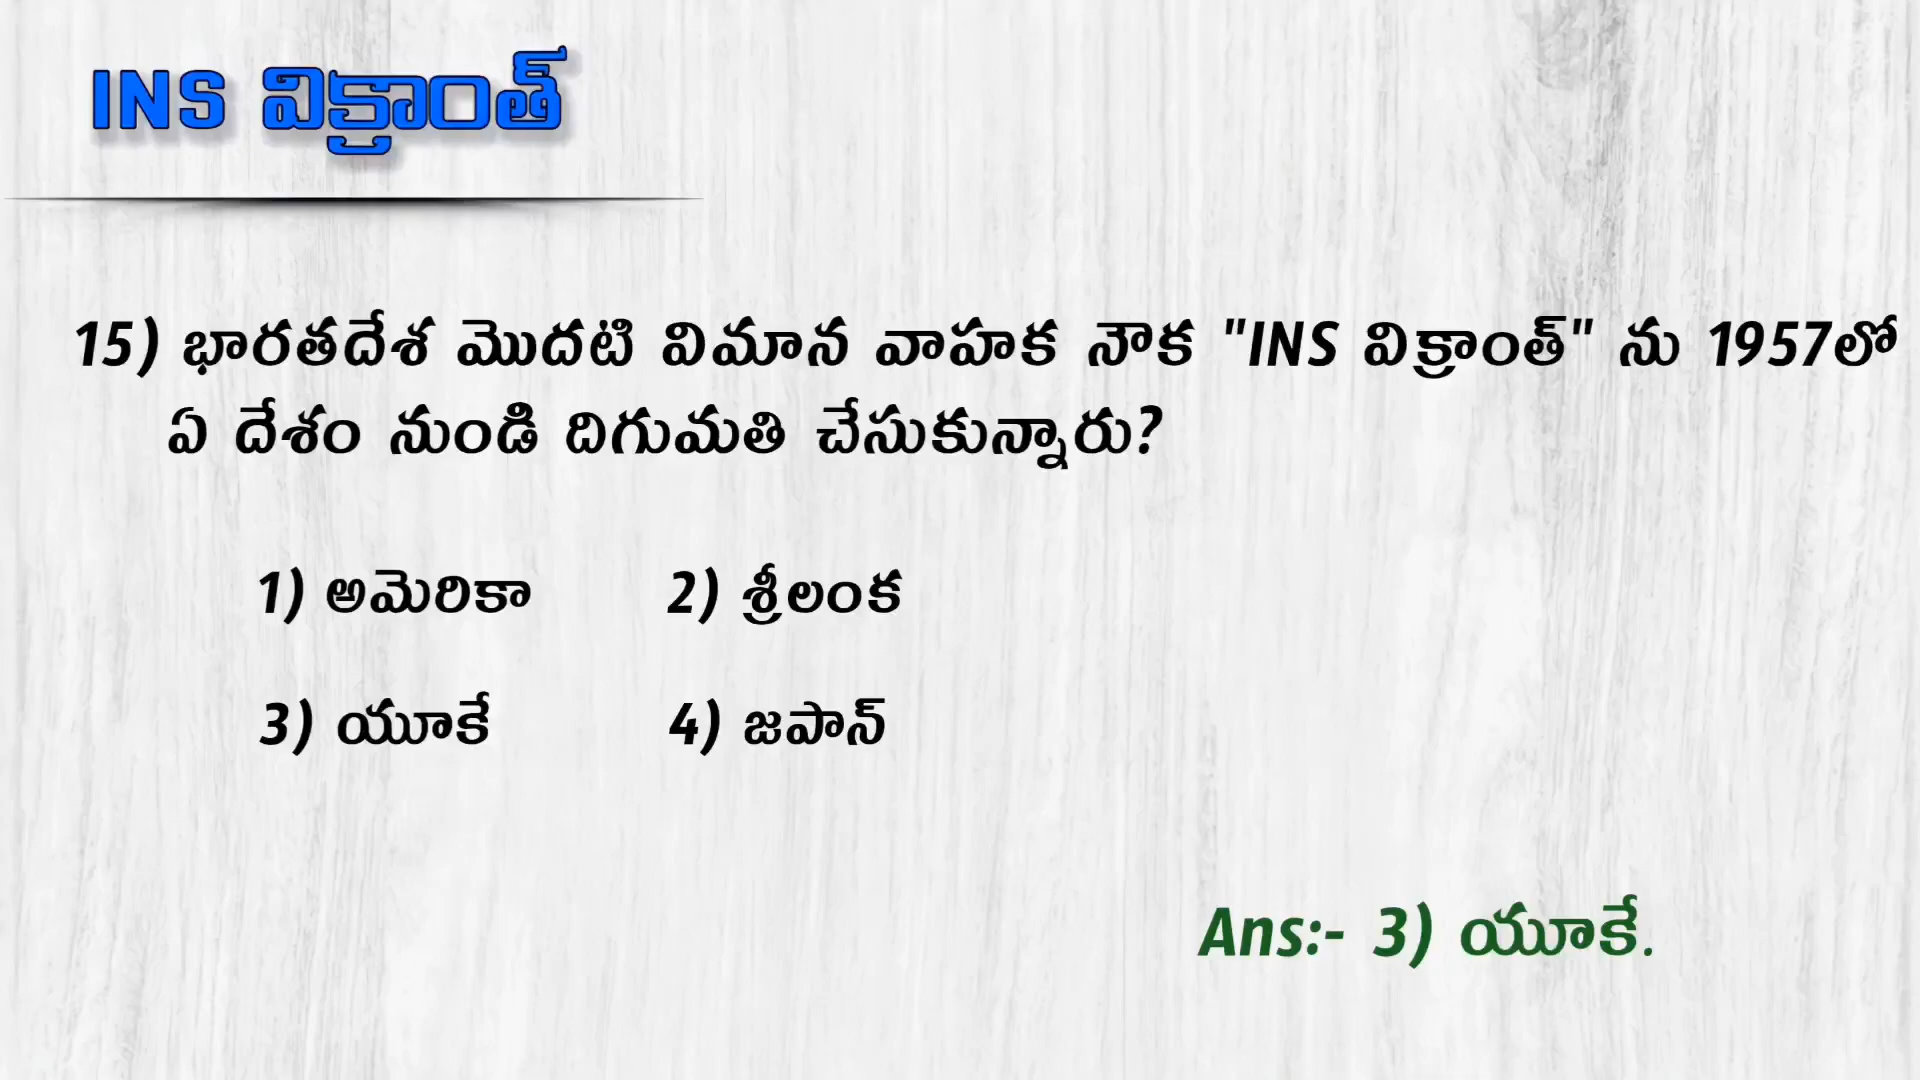 INS విక్రాంత్
15) భారతదేశ మొదటి విమాన వాహక నౌక "INS విక్రాంత్" ను 1957లో
ఏ దేశం నుండి దిగుమతి చేసుకున్నారు?
1) అమెరికా 2) శ్రీలంక
3) యూకే 4) జపాన్
Ans:- 3) యూకే.